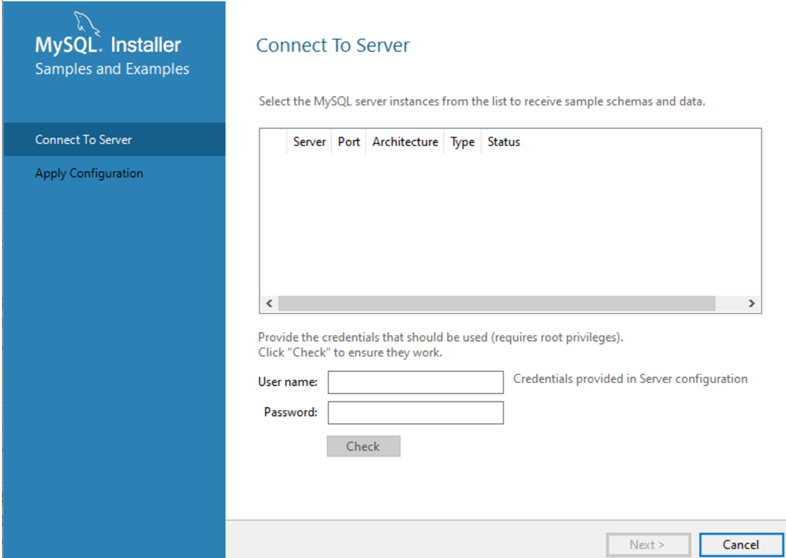 MySQL. Installer
Samples and Examples
Connect To Server
Apply Configuration
Connect To Server
Select the MySQL server instances from the list to receive sample schemas and data.
Server Port Architecture Type Status
Provide the credentials that should be used (requires root privileges).
Click "Check" to ensure they work.
User name: Credentials provided in Server configuration
Password:
Check
Next > Cancel